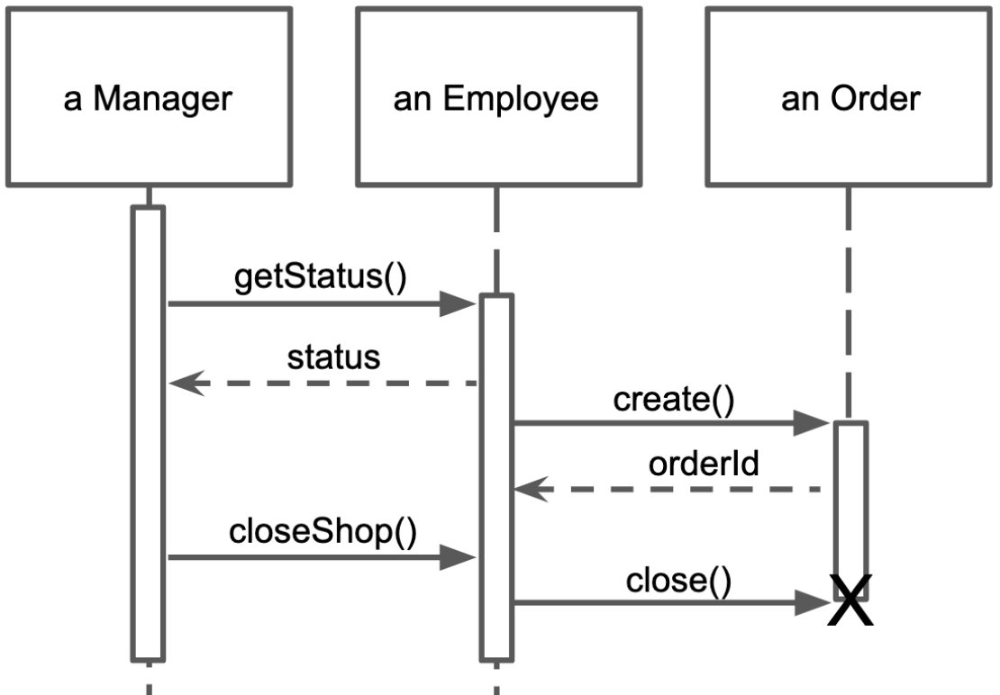 a Manager
an Employee
an Order
getStatus()
status
create()
orderId
closeShop()
close()
X